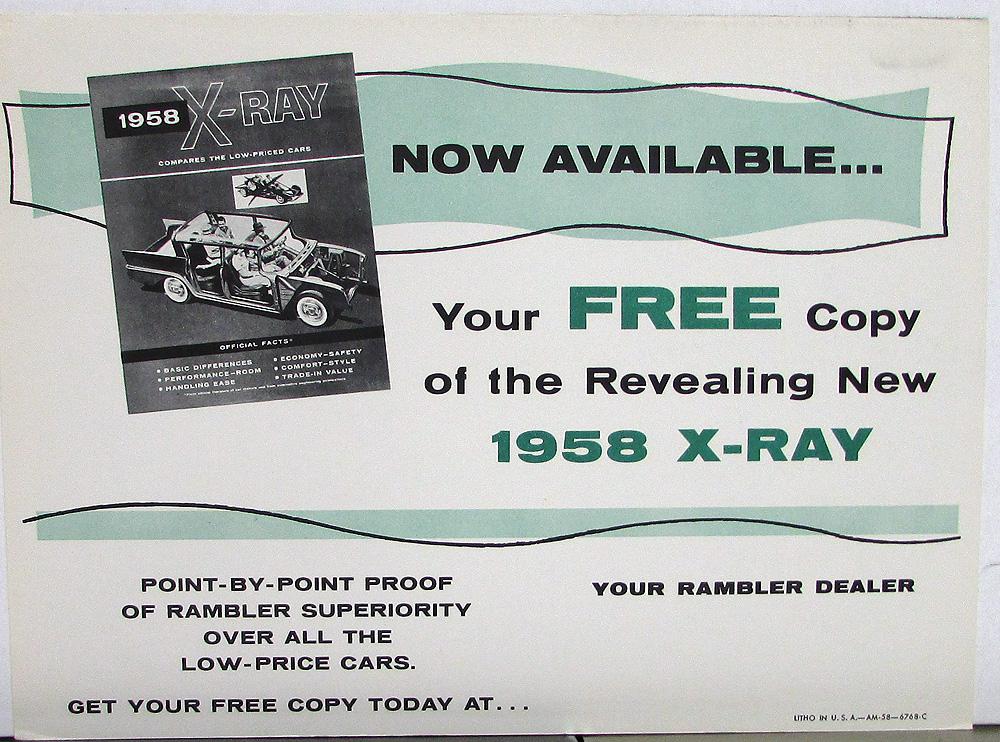 1958 X-RAY
COMPARES THE LOW-PRICED CARS
OFFICIAL FACTS*
• BASIC DIFFERENCES
• PERFORMANCE-ROOM
• HANDLING EASE
• ECONOMY-SAFETY
• COMFORT-STYLE
• TRADE-IN VALUE
NOW AVAILABLE...
Your FREE Copy
of the Revealing New
1958 X-RAY
POINT-BY-POINT PROOF
OF RAMBLER SUPERIORITY
OVER ALL THE
LOW-PRICE CARS.
GET YOUR FREE COPY TODAY AT...
YOUR RAMBLER DEALER
LITHO IN U. S. A.—AM-58—6768-C